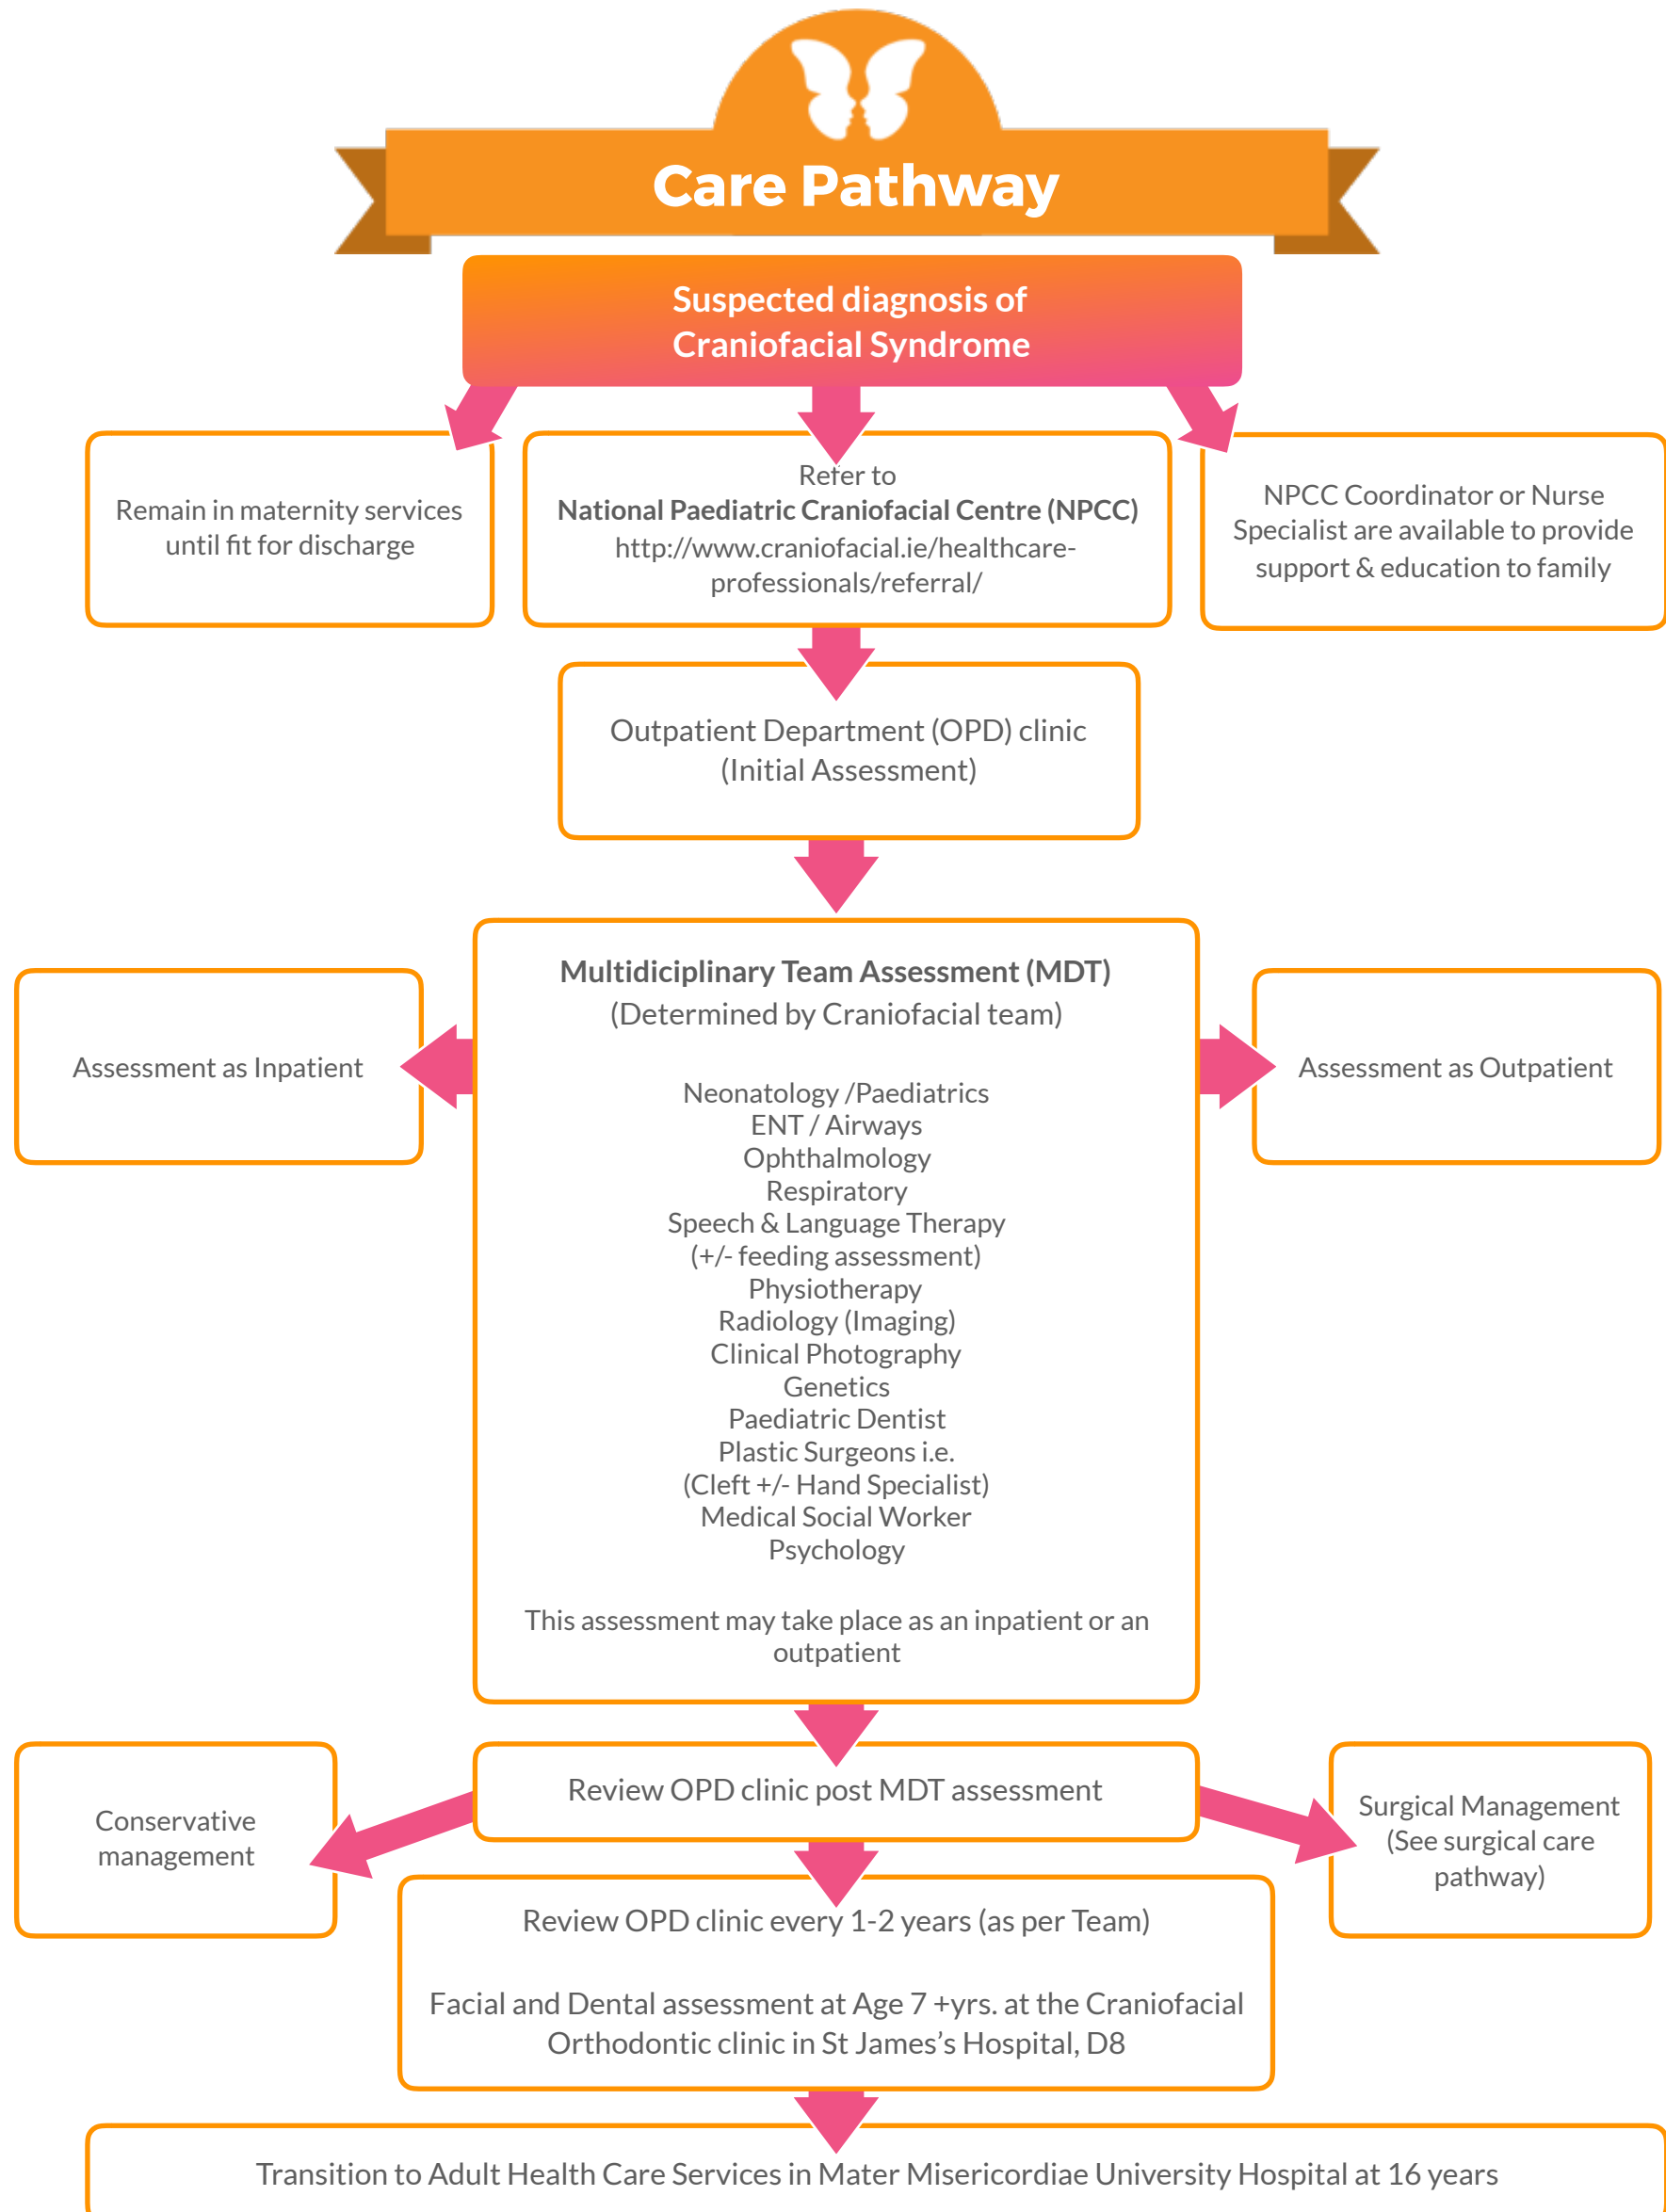 Care Pathway
Suspected diagnosis of
Craniofacial Syndrome
Remain in maternity services
until fit for discharge
Refer to
National Paediatric Craniofacial Centre (NPCC)
http://www.craniofacial.ie/healthcare-
professionals/referral/
NPCC Coordinator or Nurse
Specialist are available to provide
support & education to family
Outpatient Department (OPD) clinic
(Initial Assessment)
Multidiciplinary Team Assessment (MDT)
(Determined by Craniofacial team)
Neonatology /Paediatrics
ENT / Airways
Ophthalmology
Respiratory
Speech & Language Therapy
(+/- feeding assessment)
Physiotherapy
Radiology (Imaging)
Clinical Photography
Genetics
Paediatric Dentist
Plastic Surgeons i.e.
(Cleft +/- Hand Specialist)
Medical Social Worker
Psychology
This assessment may take place as an inpatient or an
outpatient
Assessment as Inpatient
Assessment as Outpatient
Review OPD clinic post MDT assessment
Conservative
management
Surgical Management
(See surgical care
pathway)
Review OPD clinic every 1-2 years (as per Team)
Facial and Dental assessment at Age 7 +yrs. at the Craniofacial
Orthodontic clinic in St James’s Hospital, D8
Transition to Adult Health Care Services in Mater Misericordiae University Hospital at 16 years